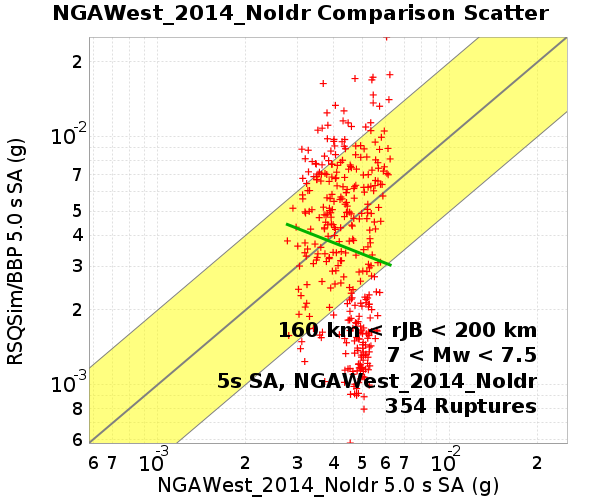 NGAWest_2014_NoIdr Comparison Scatter
RSQSim/BBP 5.0 s SA (g)
2
10-2
7
5
4
3
2
10-3
8
6
160 km < rJB < 200 km
7 < Mw < 7.5
5s SA, NGAWest_2014_NoIdr
354 Ruptures
6 7 10-3 2 3 4 5 6 7 10-2 2
NGAWest_2014_NoIdr 5.0 s SA (g)